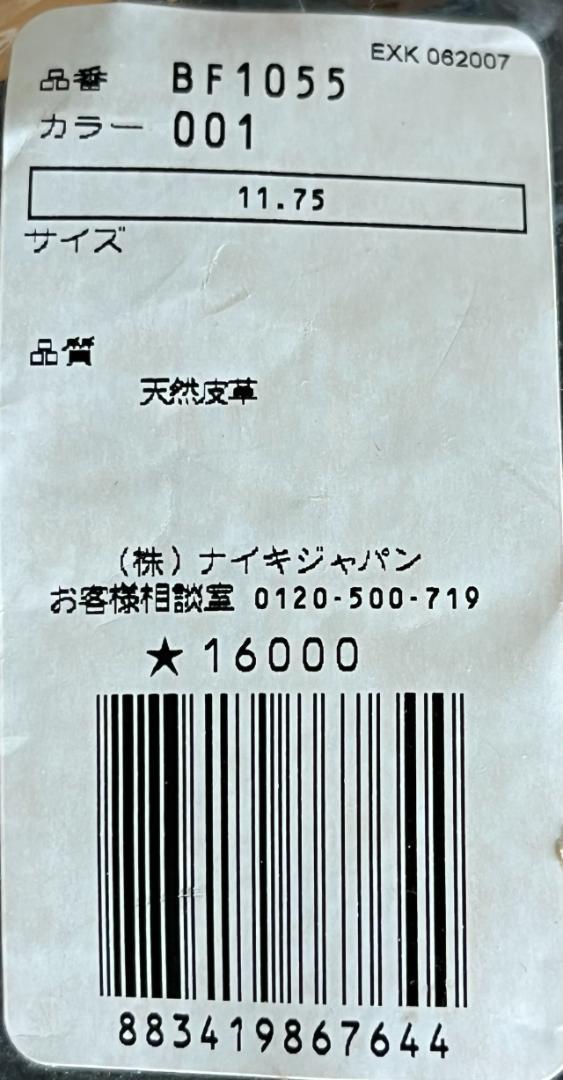 EXK 062007
品番 BF1055
カラー 001
11.75
サイズ
品質
天然皮革
(株)ナイキジャパン
お客様相談室 0120-500-719
★16000
883419867644